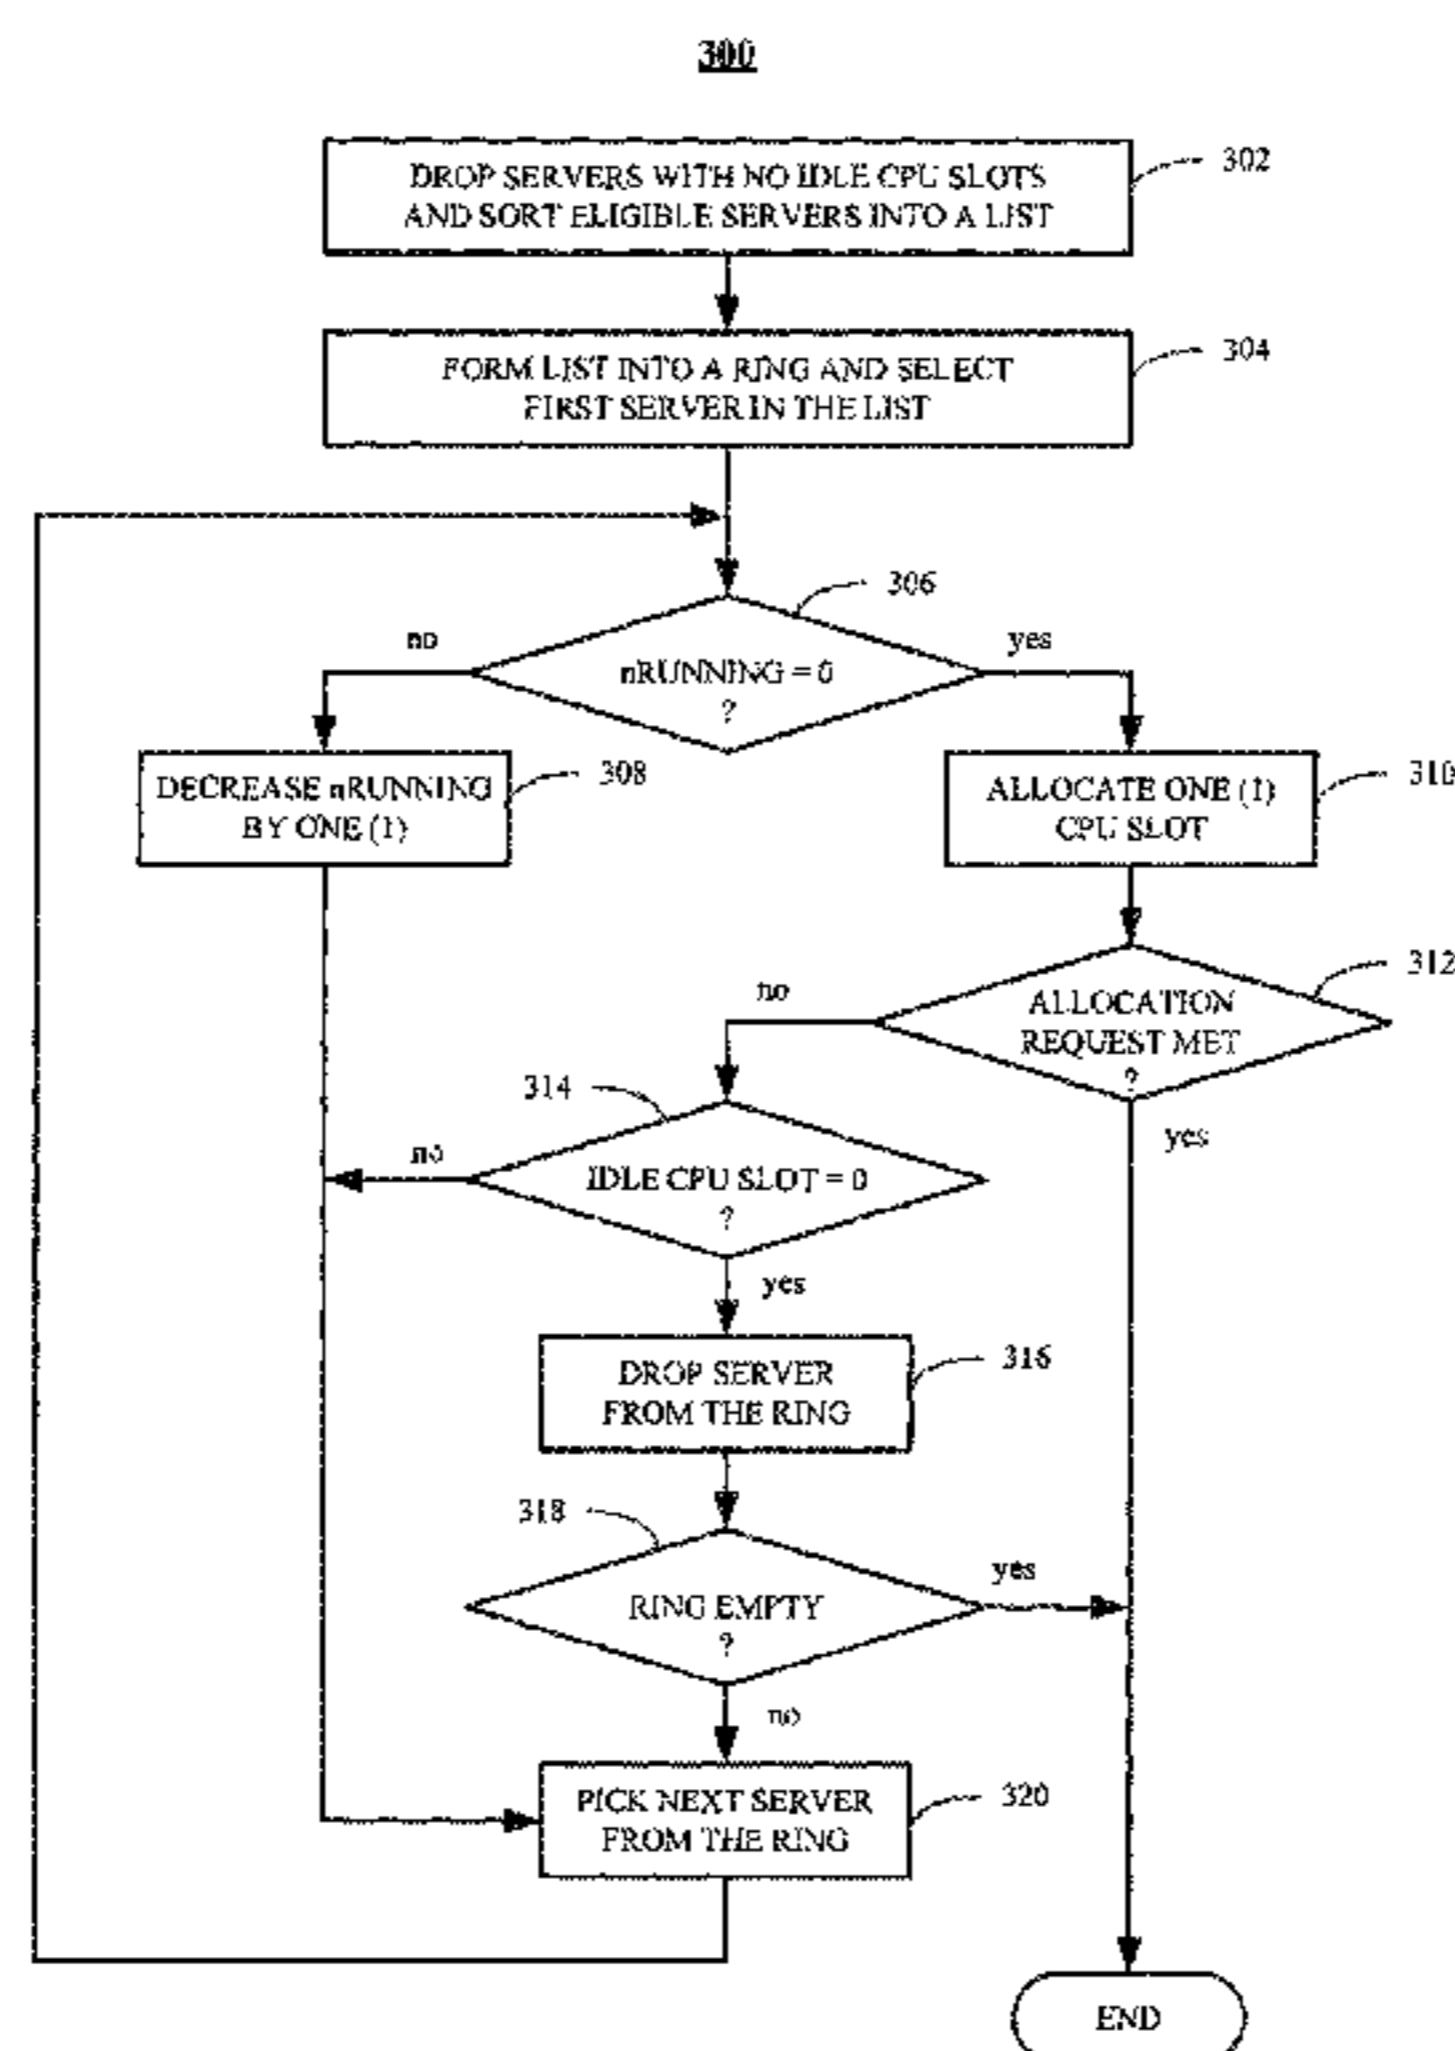 300
DROP SERVERS WITH NO IDLE CPU SLOTS
AND SORT ELIGIBLE SERVERS INTO A LIST
302
FORM LIST INTO A RING AND SELECT
FIRST SERVER IN THE LIST
304
306
no
yes
nRUNNING = 0
?
DECREASE nRUNNING
BY ONE (1)
308
ALLOCATE ONE (1)
CPU SLOT
310
312
no
ALLOCATION
REQUEST MET
?
314
yes
no
IDLE CPU SLOT = 0
?
yes
DROP SERVER
FROM THE RING
316
318
yes
RING EMPTY
?
no
PICK NEXT SERVER
FROM THE RING
320
END